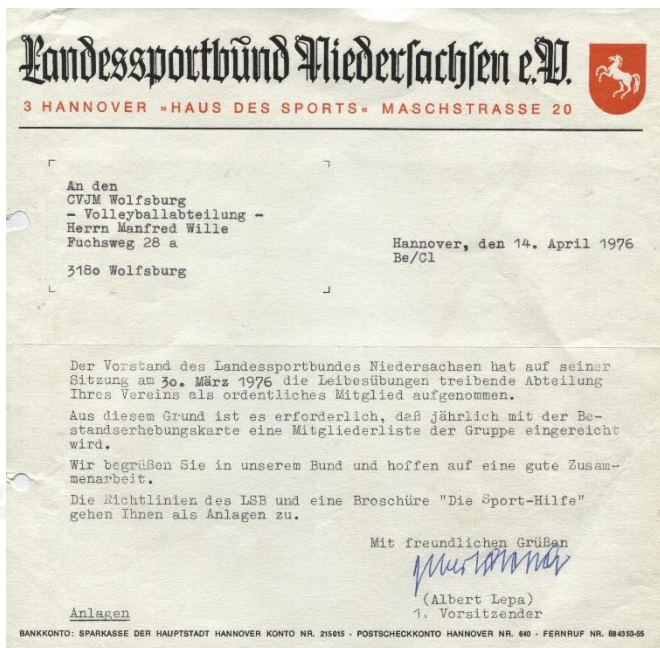 Landessportbund Niedersachsen e.V.
3 HANNOVER »HAUS DES SPORTS« MASCHSTRASSE 20
An den
CVJM Wolfsburg
- Volleyballabteilung -
Herrn Manfred Wille
Fuchsweg 28 a
3180 Wolfsburg
Hannover, den 14. April 1976
Be/Cl
Der Vorstand des Landessportbundes Niedersachsen hat auf seiner
Sitzung am 30. März 1976 die Leibesübungen treibende Abteilung
Ihres Vereins als ordentliches Mitglied aufgenommen.
Aus diesem Grund ist es erforderlich, daß jährlich mit der Be-
standserhebungskarte eine Mitgliederliste der Gruppe eingereicht
wird.
Wir begrüßen Sie in unserem Bund und hoffen auf eine gute Zusam-
menarbeit.
Die Richtlinien des LSB und eine Broschüre "Die Sport-Hilfe"
gehen Ihnen als Anlagen zu.
Mit freundlichen Grüßen
(Albert Lepa)
1. Vorsitzender
Anlagen
BANKKONTO: SPARKASSE DER HAUPTSTADT HANNOVER KONTO NR. 215015 · POSTSCHECKKONTO HANNOVER NR. 640 · FERNRUF NR. 884353-55